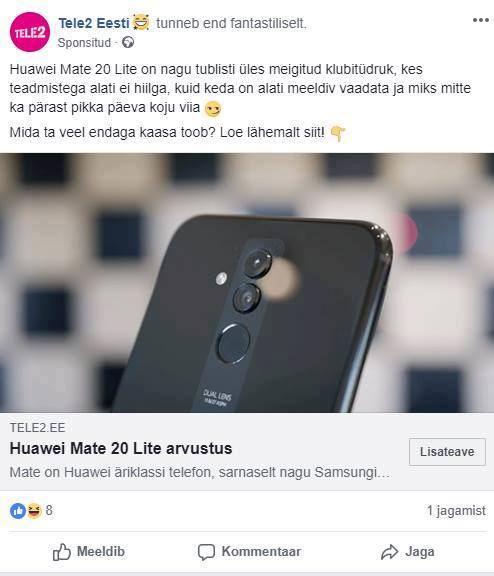 TELE2
Tele2 Eesti 😹 tunneb end fantastiliselt.
Sponsitud ·
Huawei Mate 20 Lite on nagu tublisti üles meigitud klubitüdruk, kes
teadmistega alati ei hiilga, kuid keda on alati meeldiv vaadata ja miks mitte
ka pärast pikka päeva koju viia 😏
Mida ta veel endaga kaasa toob? Loe lähemalt siit! 👇
DUAL LENS
TELE2.EE
Huawei Mate 20 Lite arvustus
Mate on Huawei äriklassi telefon, sarnaselt nagu Samsungi...
Lisateave
8
1 jagamist
Meeldib
Kommentaar
Jaga